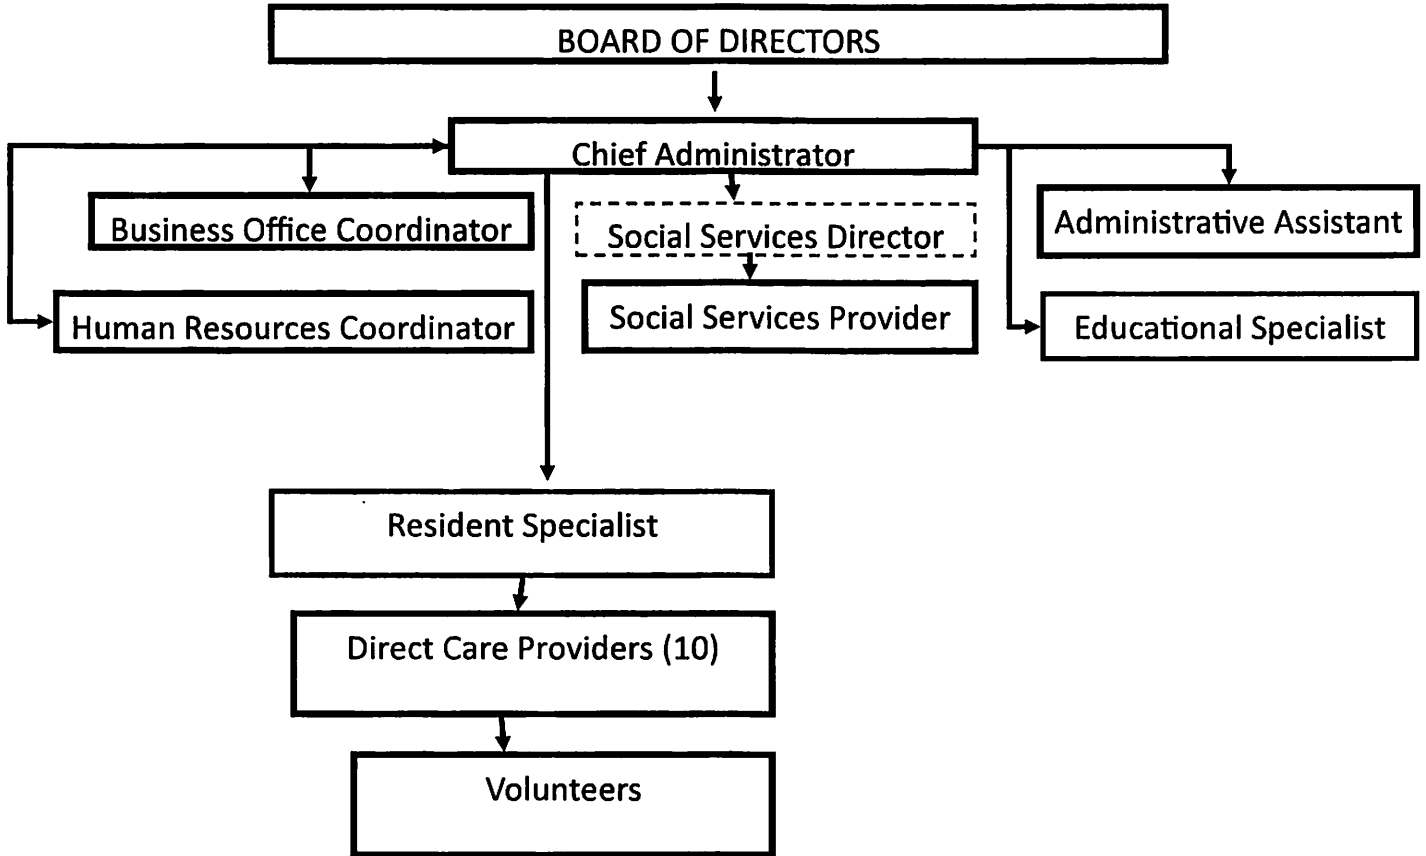 BOARD OF DIRECTORS
Chief Administrator
Business Office Coordinator
Social Services Director
Administrative Assistant
Human Resources Coordinator
Social Services Provider
Educational Specialist
Resident Specialist
Direct Care Providers (10)
Volunteers